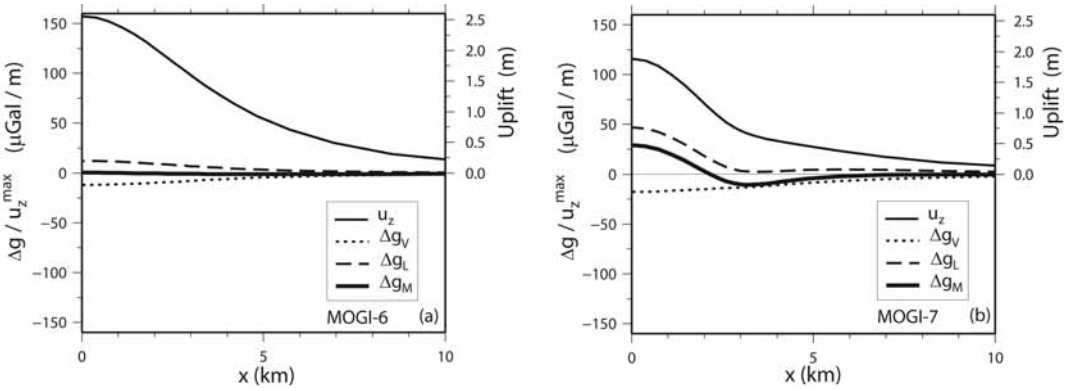 150
100
50
0
−50
−100
−150
Δg / u_z^max (μGal / m)
2.5
2.0
1.5
1.0
0.5
0.0
Uplift (m)
u_z
Δg_V
Δg_L
Δg_M
MOGI-6 (a)
0 5 10
x (km)
150
100
50
0
−50
−100
−150
Δg / u_z^max (μGal / m)
2.5
2.0
1.5
1.0
0.5
0.0
Uplift (m)
u_z
Δg_V
Δg_L
Δg_M
MOGI-7 (b)
0 5 10
x (km)